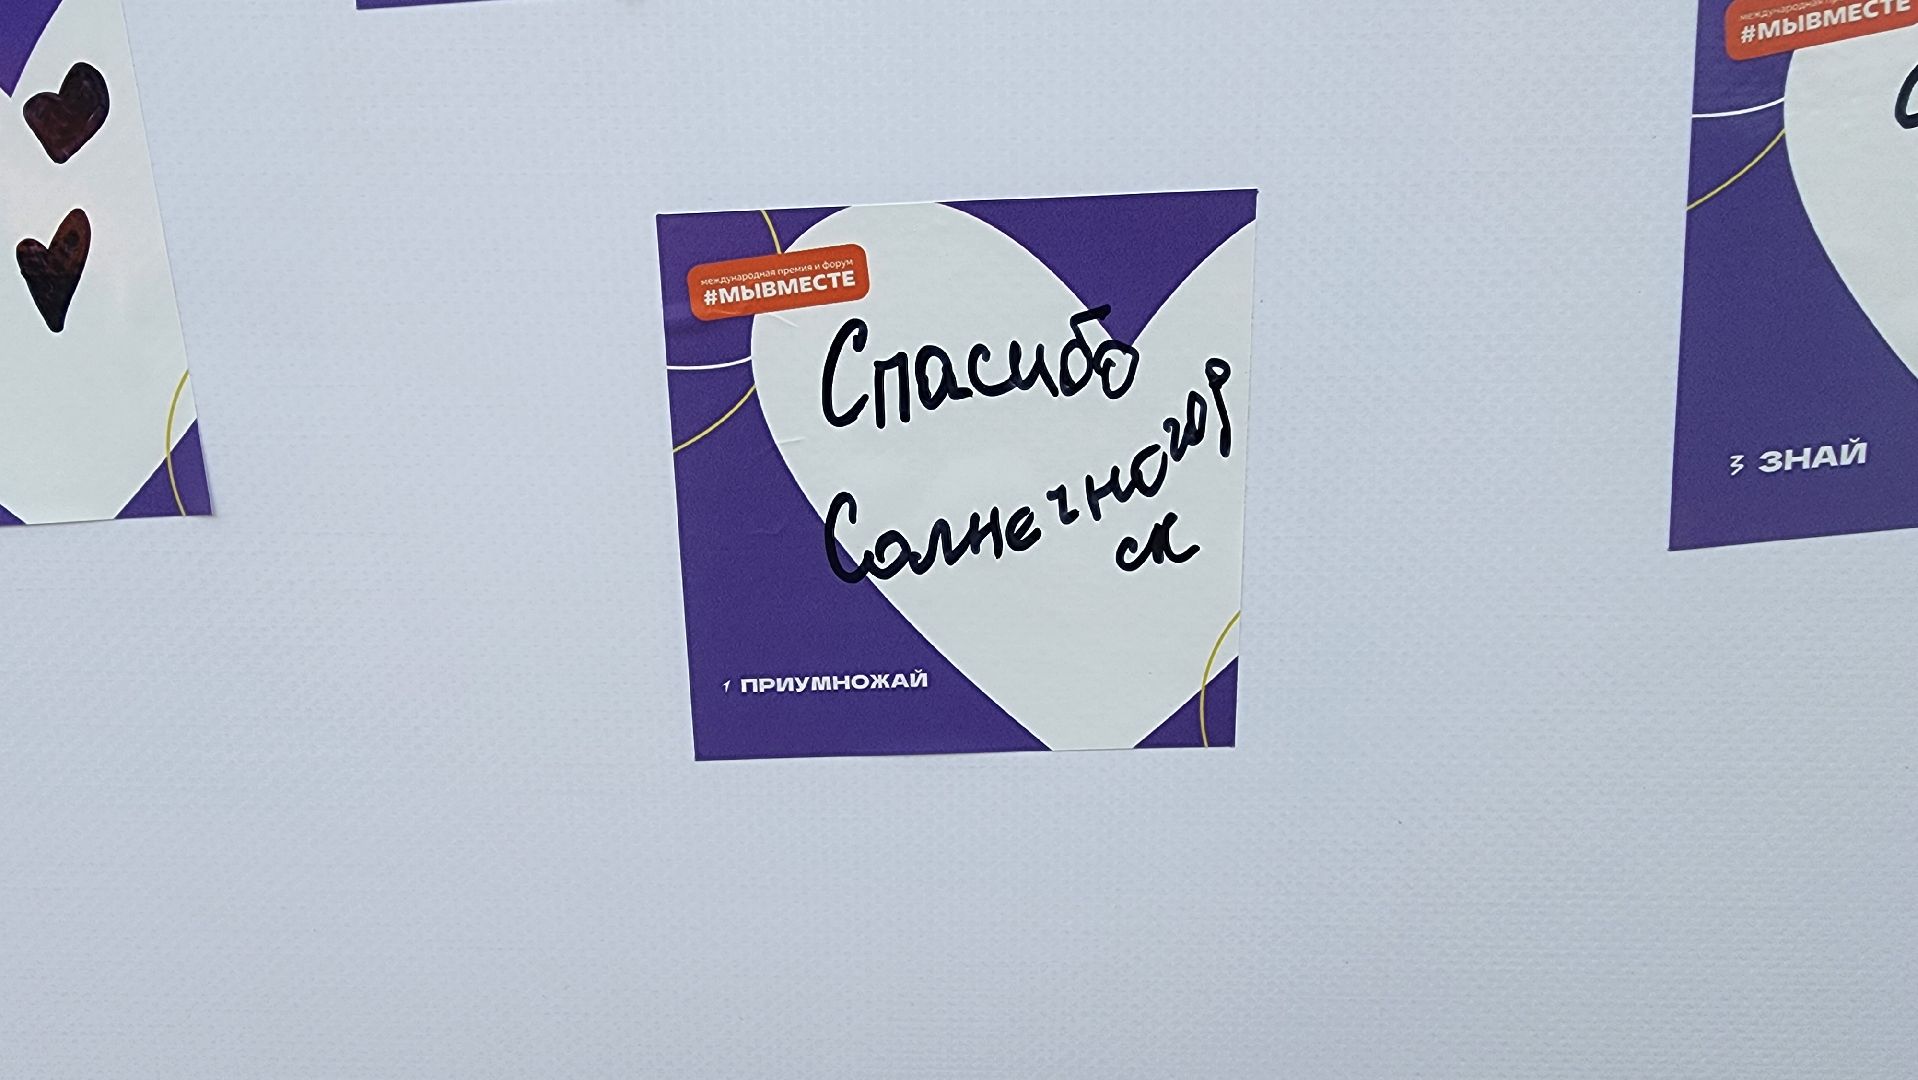 международная премия и форум
#МЫВМЕСТЕ
Спасибо
Солнечногор
ск
1 ПРИУМНОЖАЙ
#МЫВМЕСТЕ
3 ЗНАЙ